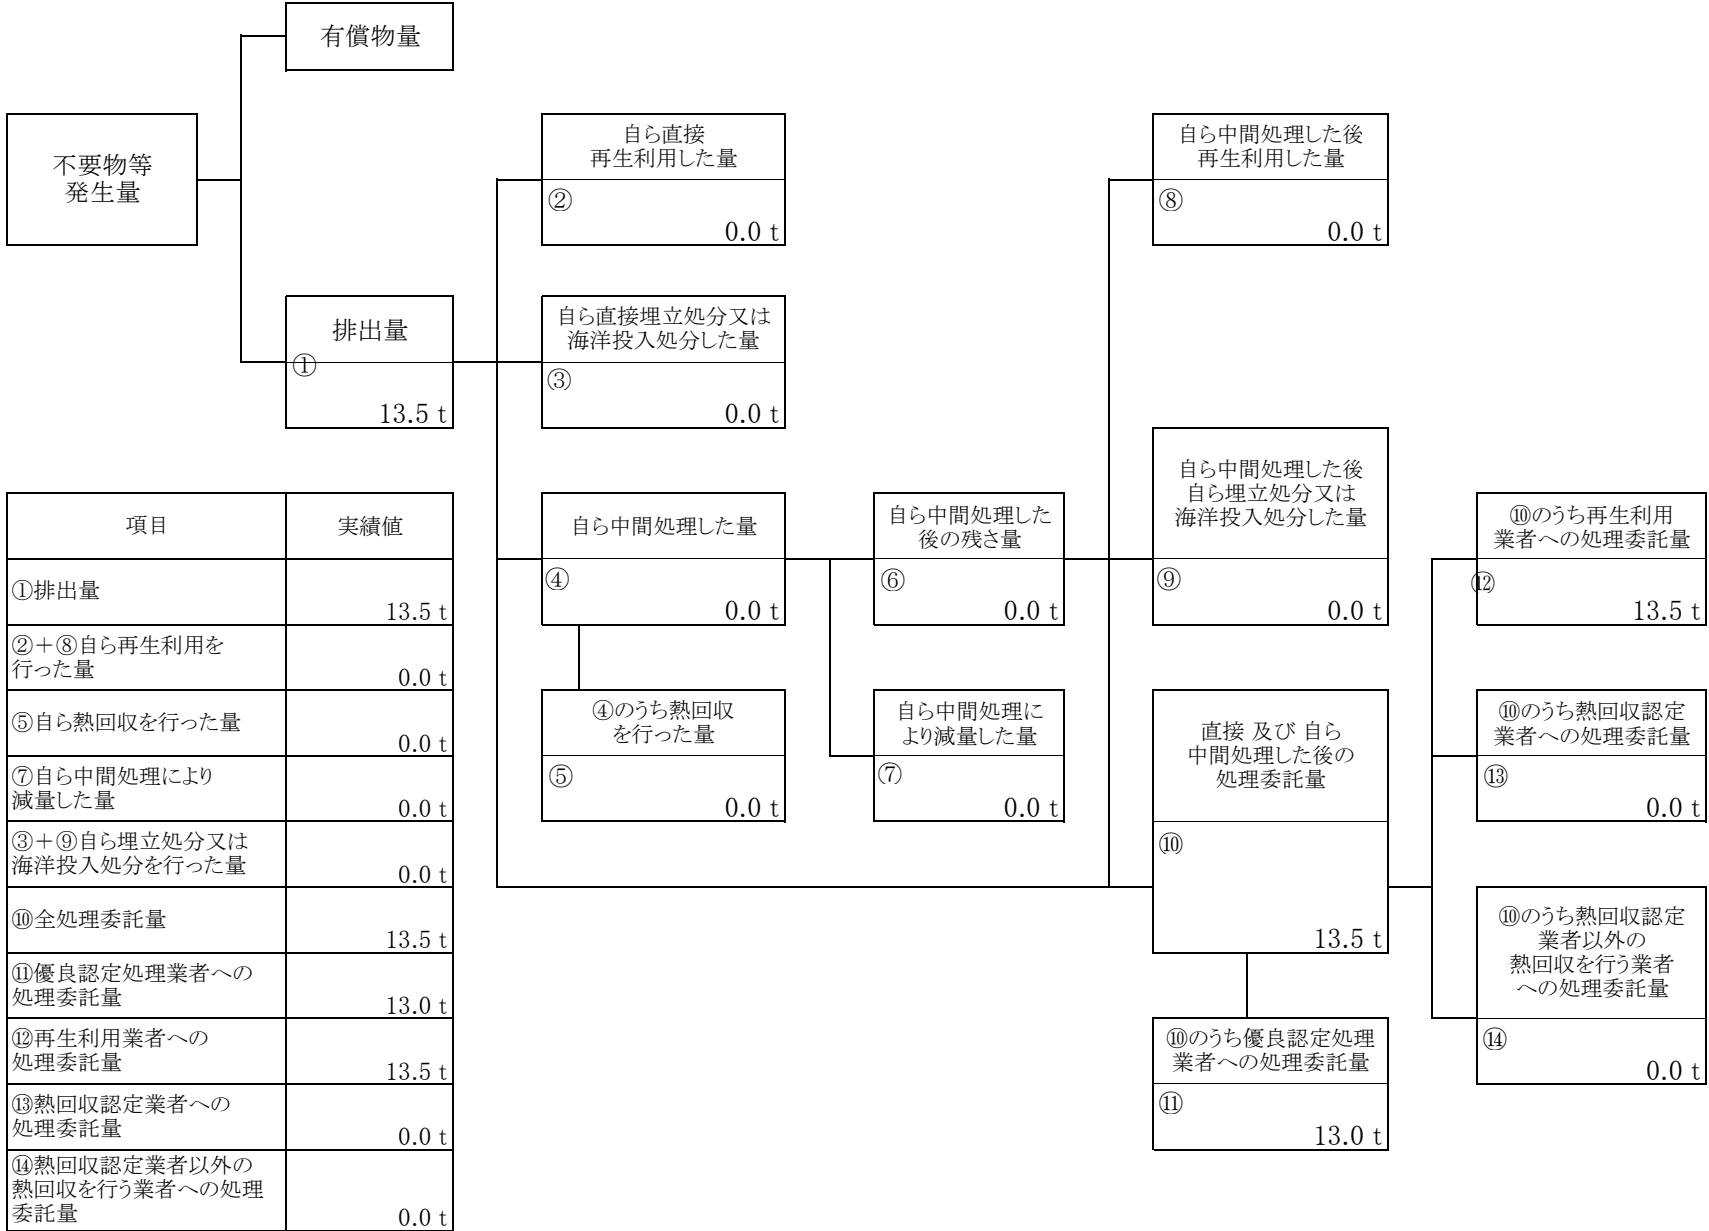 有償物量
不要物等
発生量
自ら直接
再生利用した量
②
0.0 t
自ら中間処理した後
再生利用した量
⑧
0.0 t
排出量
①
13.5 t
自ら直接埋立処分又は
海洋投入処分した量
③
0.0 t
自ら中間処理した量
④
0.0 t
自ら中間処理した
後の残さ量
⑥
0.0 t
自ら中間処理した後
自ら埋立処分又は
海洋投入処分した量
⑨
0.0 t
⑩のうち再生利用
業者への処理委託量
⑫
13.5 t
④のうち熱回収
を行った量
⑤
0.0 t
自ら中間処理に
より減量した量
⑦
0.0 t
直接 及び 自ら
中間処理した後の
処理委託量
⑩
13.5 t
⑩のうち熱回収認定
業者への処理委託量
⑬
0.0 t
⑩のうち熱回収認定
業者以外の
熱回収を行う業者
への処理委託量
⑭
0.0 t
⑩のうち優良認定処理
業者への処理委託量
⑪
13.0 t
項目 実績値
①排出量
13.5 t
②＋⑧自ら再生利用を
行った量
0.0 t
⑤自ら熱回収を行った量
0.0 t
⑦自ら中間処理により
減量した量
0.0 t
③＋⑨自ら埋立処分又は
海洋投入処分を行った量
0.0 t
⑩全処理委託量
13.5 t
⑪優良認定処理業者への
処理委託量
13.0 t
⑫再生利用業者への
処理委託量
13.5 t
⑬熱回収認定業者への
処理委託量
0.0 t
⑭熱回収認定業者以外の
熱回収を行う業者への処理
委託量
0.0 t